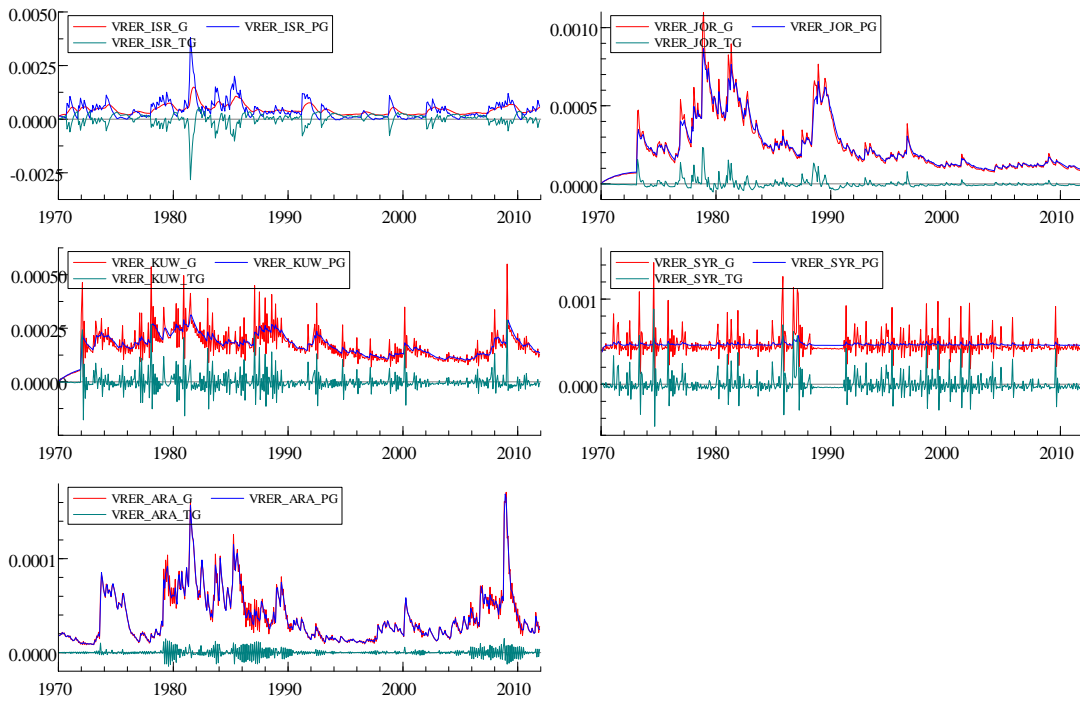 0.0050
VRER_ISR_G VRER_ISR_PG
VRER_ISR_TG
0.0025
0.0000
-0.0025
1970 1980 1990 2000 2010
0.0010
VRER_JOR_G VRER_JOR_PG
VRER_JOR_TG
0.0005
0.0000
1970 1980 1990 2000 2010
0.00050
VRER_KUW_G VRER_KUW_PG
VRER_KUW_TG
0.00025
0.00000
1970 1980 1990 2000 2010
VRER_SYR_G VRER_SYR_PG
VRER_SYR_TG
0.001
0.000
1970 1980 1990 2000 2010
VRER_ARA_G VRER_ARA_PG
VRER_ARA_TG
0.0001
0.0000
1970 1980 1990 2000 2010